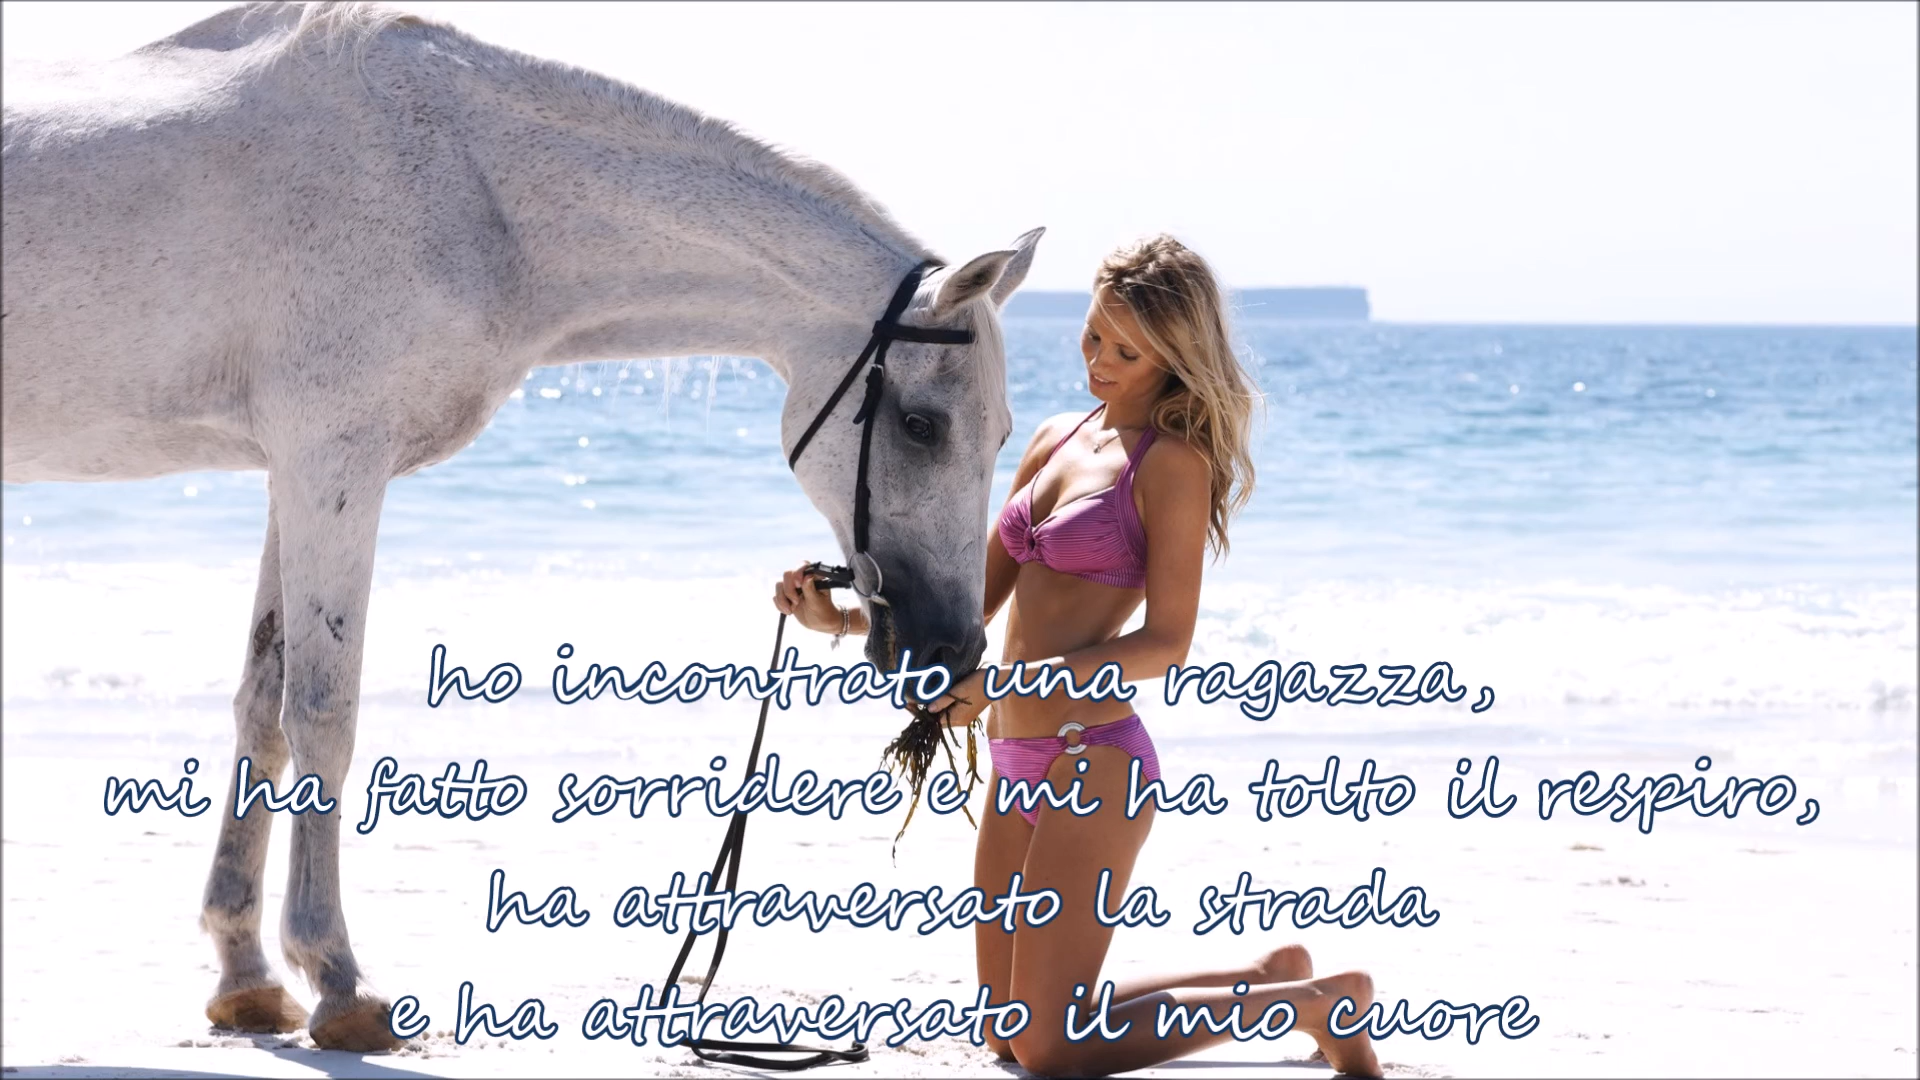 ho incontrato una ragazza,
mi ha fatto sorridere e mi ha tolto il respiro,
ha attraversato la strada
e ha attraversato il mio cuore